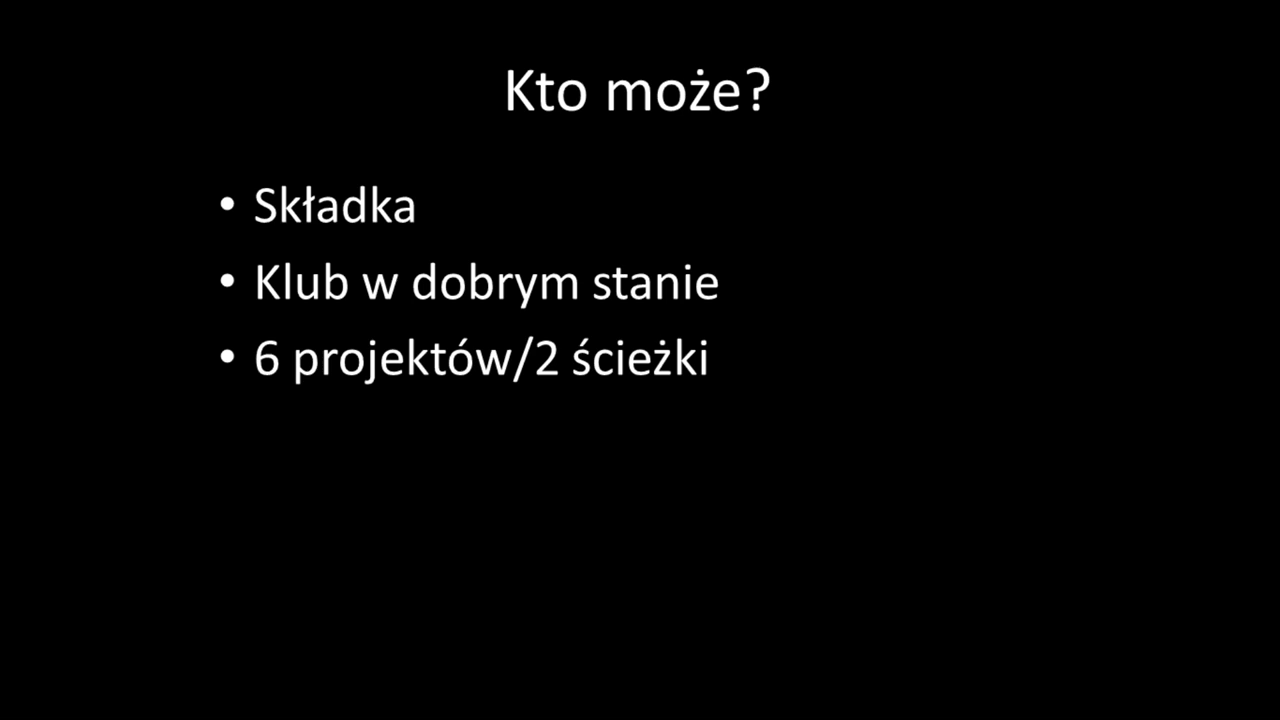 Kto może?
• Składka
• Klub w dobrym stanie
• 6 projektów/2 ścieżki